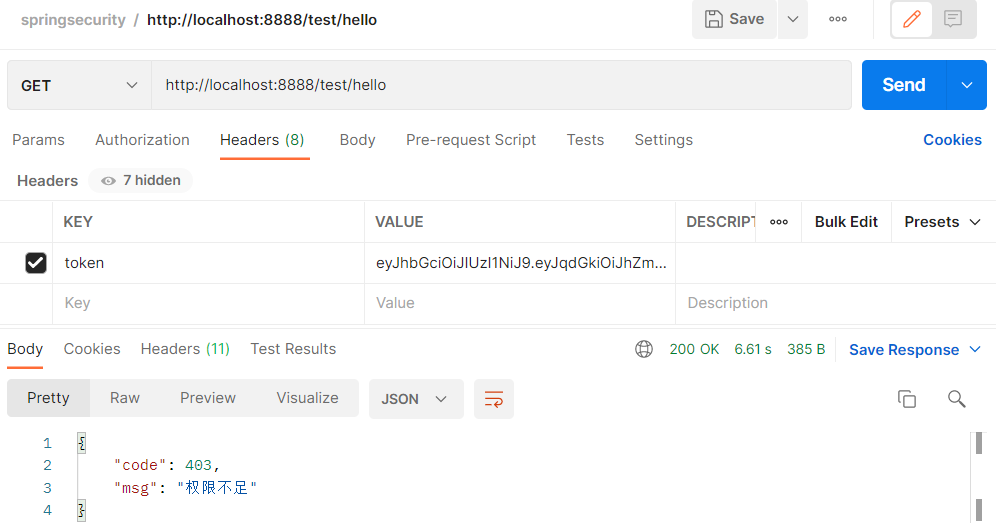 springsecurity / http://localhost:8888/test/hello
Save
GET http://localhost:8888/test/hello Send
Params Authorization Headers (8) Body Pre-request Script Tests Settings Cookies
Headers 7 hidden
KEY VALUE DESCRIPT Bulk Edit Presets
token eyJhbGciOiJIUzI1NiJ9.eyJqdGkiOiJhZm...
Key Value Description
Body Cookies Headers (11) Test Results 200 OK 6.61 s 385 B Save Response
Pretty Raw Preview Visualize JSON
1 {
2 "code": 403,
3 "msg": "权限不足"
4 }